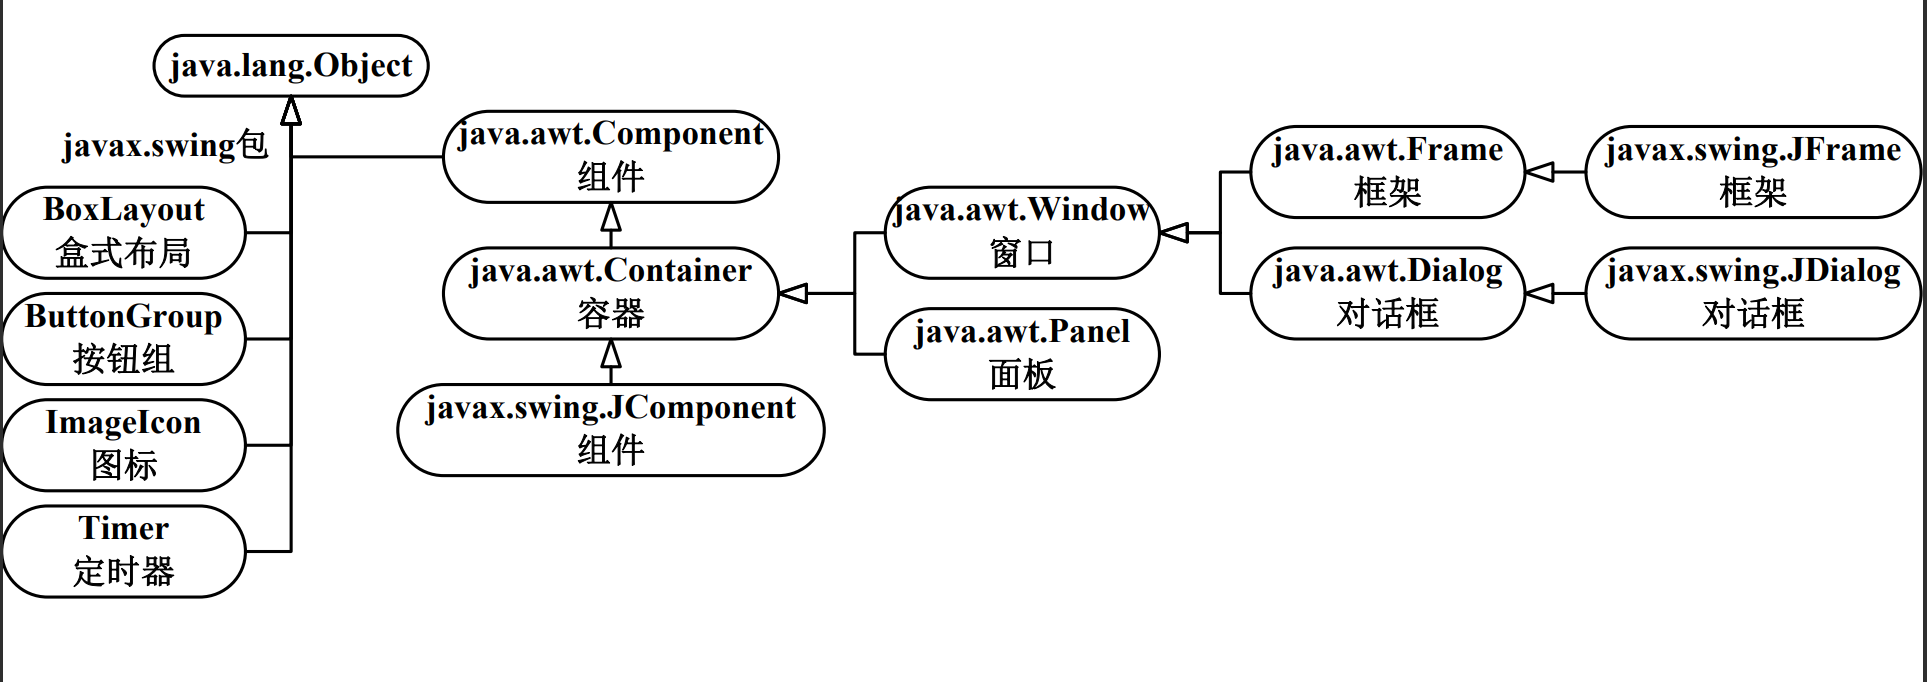 java.lang.Object
javax.swing包
BoxLayout
盒式布局
ButtonGroup
按钮组
ImageIcon
图标
Timer
定时器
java.awt.Component
组件
java.awt.Container
容器
javax.swing.JComponent
组件
java.awt.Window
窗口
java.awt.Panel
面板
java.awt.Frame
框架
java.awt.Dialog
对话框
javax.swing.JFrame
框架
javax.swing.JDialog
对话框